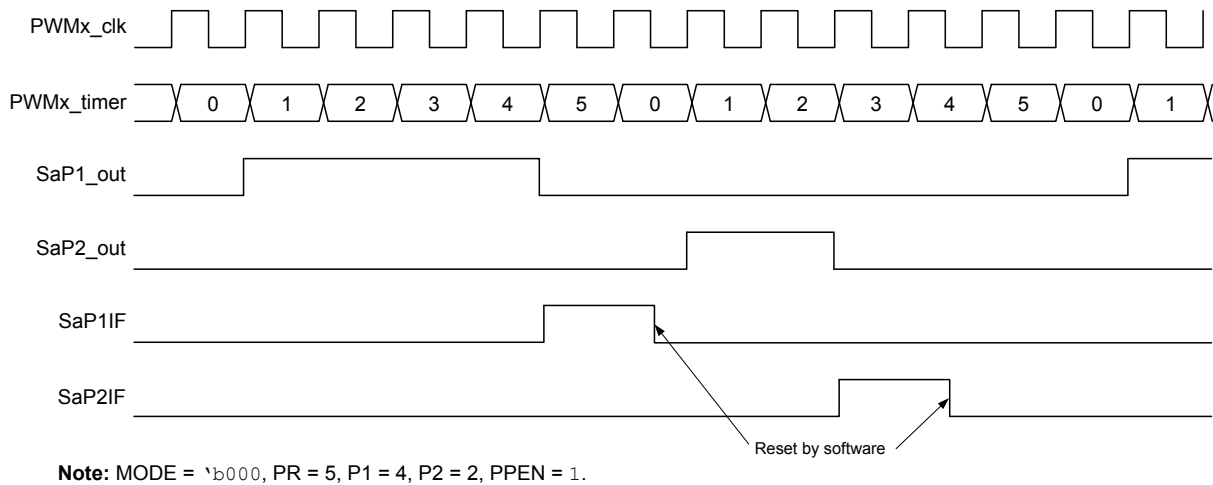 PWMx_clk
PWMx_timer 0 1 2 3 4 5 0 1 2 3 4 5 0 1
SaP1_out
SaP2_out
SaP1IF
SaP2IF
Reset by software
Note: MODE = ‘b000, PR = 5, P1 = 4, P2 = 2, PPEN = 1.